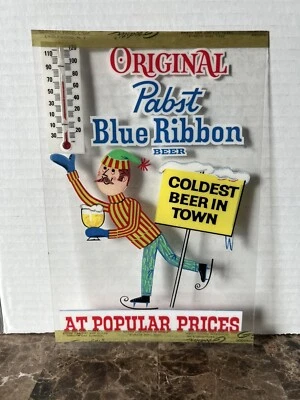 ORIGINAL
Pabst
Blue Ribbon
BEER
COLDEST
BEER IN
TOWN
AT POPULAR PRICES